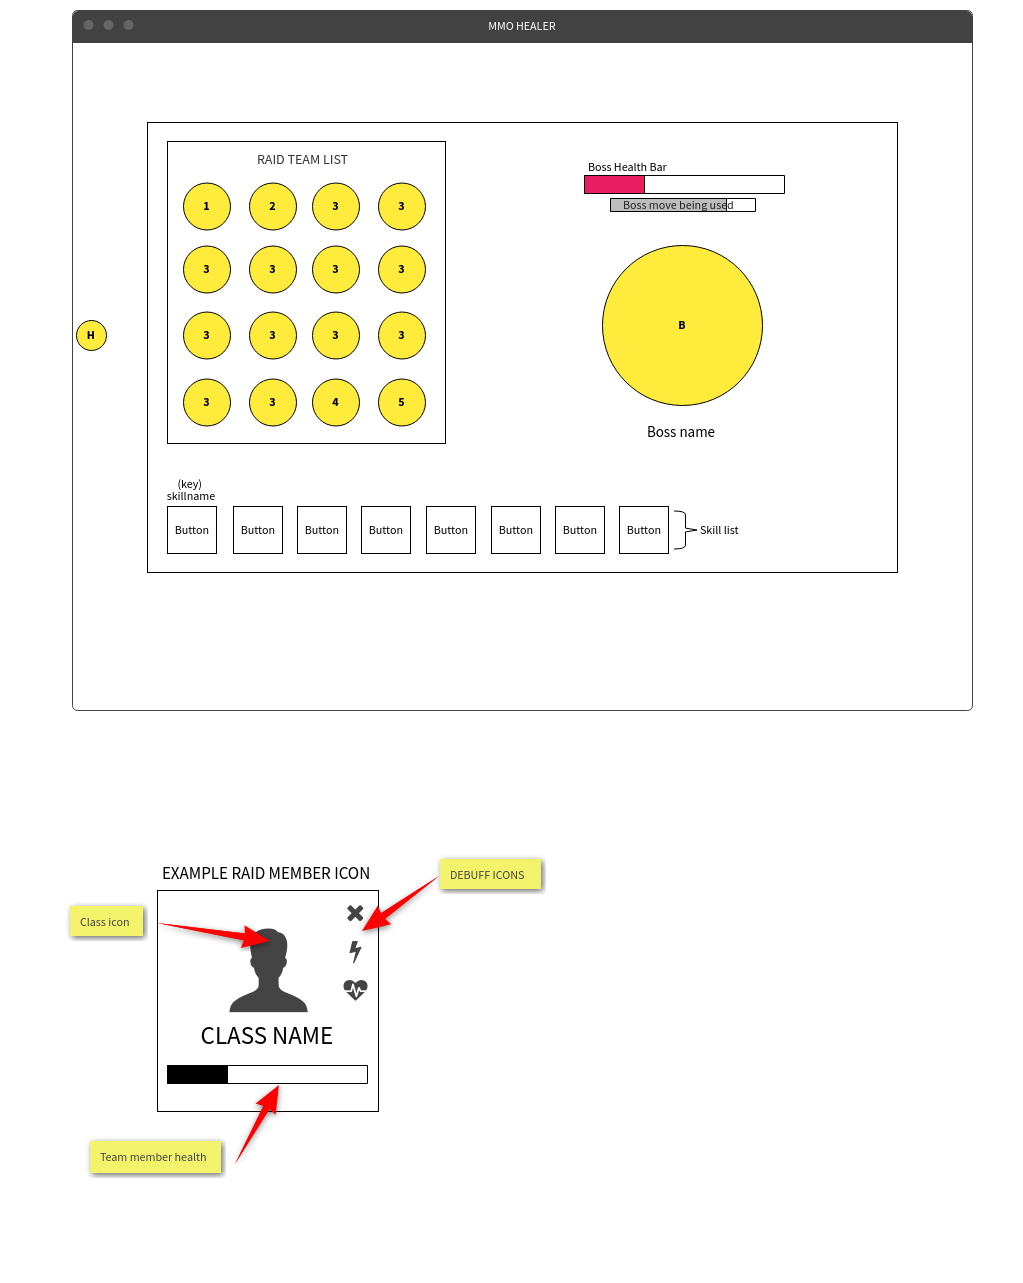 MMO HEALER
RAID TEAM LIST
1 2 3 3
3 3 3 3
3 3 3 3
3 3 4 5
H
Boss Health Bar
Boss move being used
B
Boss name
(key)
skillname
Button Button Button Button Button Button Button Button
Skill list
EXAMPLE RAID MEMBER ICON
DEBUFF ICONS
Class icon
CLASS NAME
Team member health